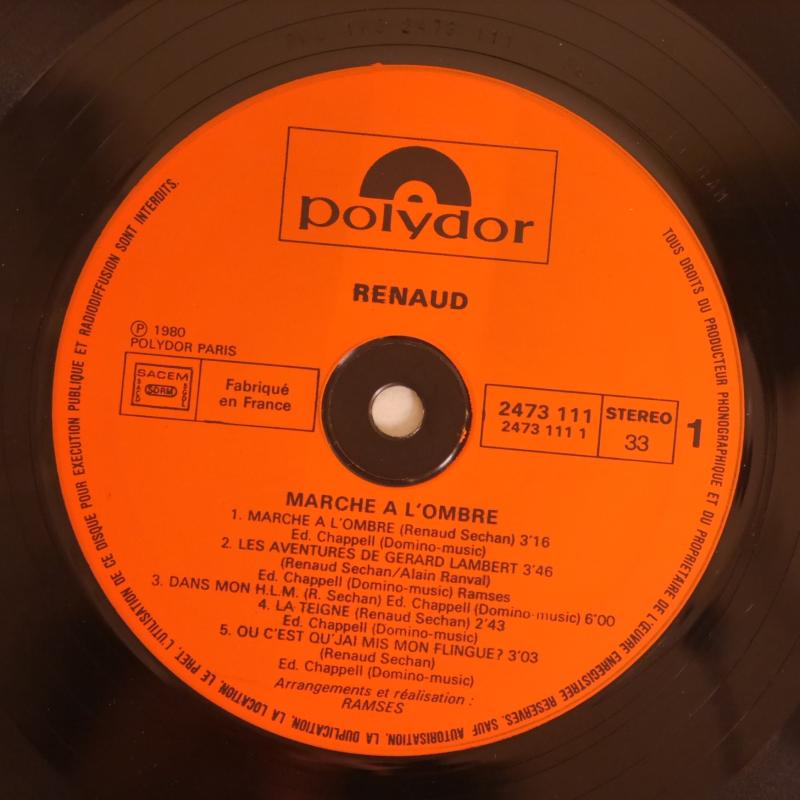 polydor
RENAUD
℗ 1980
POLYDOR PARIS
SACEM
SDRM
SACD
SGDL
Fabriqué
en France
2473 111
2473 111 1
STEREO
33
1
MARCHE A L'OMBRE
1. MARCHE A L'OMBRE (Renaud Sechan) 3'16
Ed. Chappell (Domino-music)
2. LES AVENTURES DE GERARD LAMBERT 3'46
(Renaud Sechan/Alain Ranval)
Ed. Chappell (Domino-music) Ramses
3. DANS MON H.L.M. (R. Sechan) Ed. Chappell (Domino-music) 6'00
4. LA TEIGNE (Renaud Sechan) 2'43
Ed. Chappell (Domino-music)
5. OU C'EST QU'JAI MIS MON FLINGUE? 3'03
(Renaud Sechan)
Ed. Chappell (Domino-music)
Arrangements et réalisation :
RAMSES
TOUS DROITS DU PRODUCTEUR PHONOGRAPHIQUE ET DU PROPRIETAIRE DE L'ŒUVRE ENREGISTREE RESERVES. SAUF AUTORISATION, LA DUPLICATION, LA LOCATION, LE PRET, L'UTILISATION DE CE DISQUE POUR EXECUTION PUBLIQUE ET RADIODIFFUSION SONT INTERDITS.
2473 111